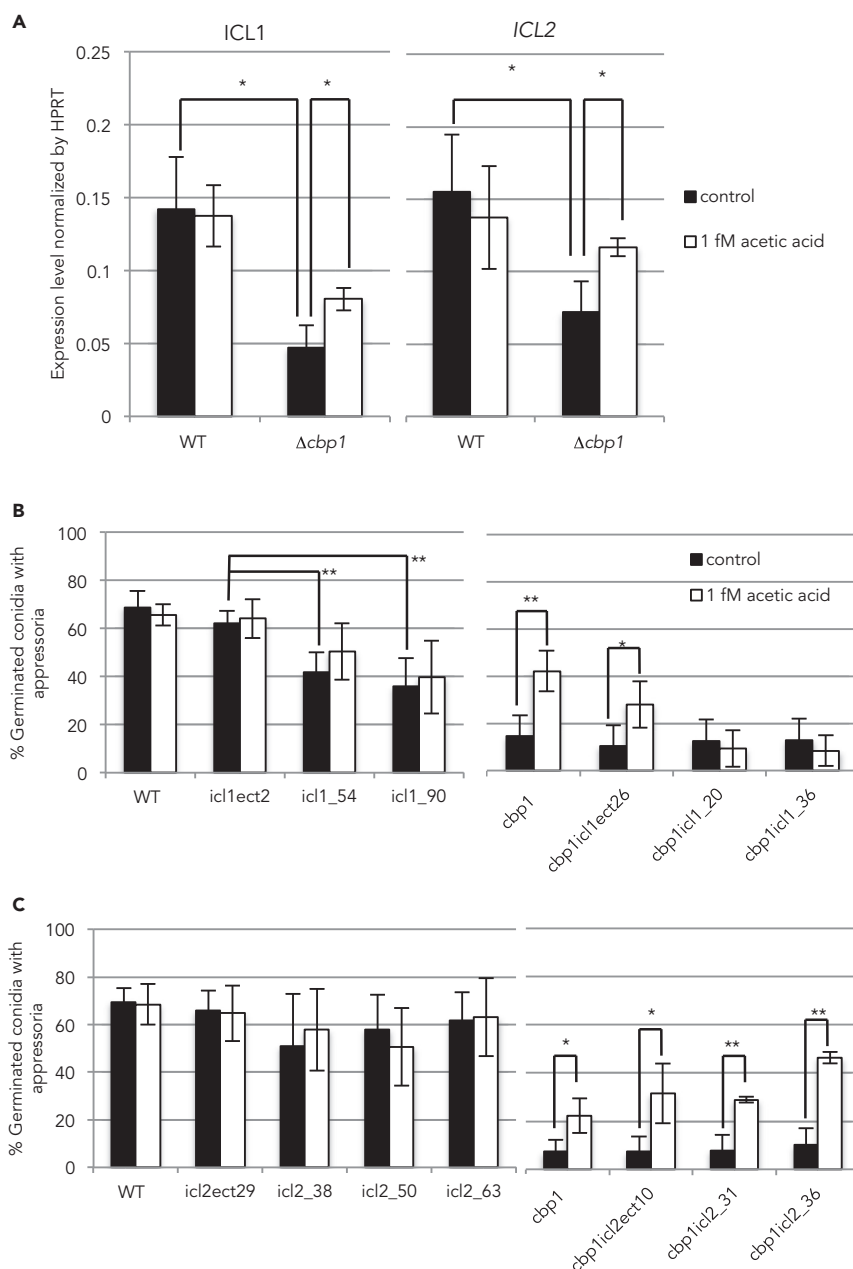 A
ICL1
ICL2
Expression level normalized by HPRT
0.25
0.2
0.15
0.1
0.05
0
*
*
*
*
control
1 fM acetic acid
WT
Δcbp1
WT
Δcbp1
B
% Germinated conidia with
appressoria
100
80
60
40
20
0
**
**
**
*
control
1 fM acetic acid
WT
icl1ect2
icl1_54
icl1_90
cbp1
cbp1icl1ect26
cbp1icl1_20
cbp1icl1_36
C
% Germinated conidia with
appressoria
100
80
60
40
20
0
*
*
**
**
WT
icl2ect29
icl2_38
icl2_50
icl2_63
cbp1
cbp1icl2ect10
cbp1icl2_31
cbp1icl2_36